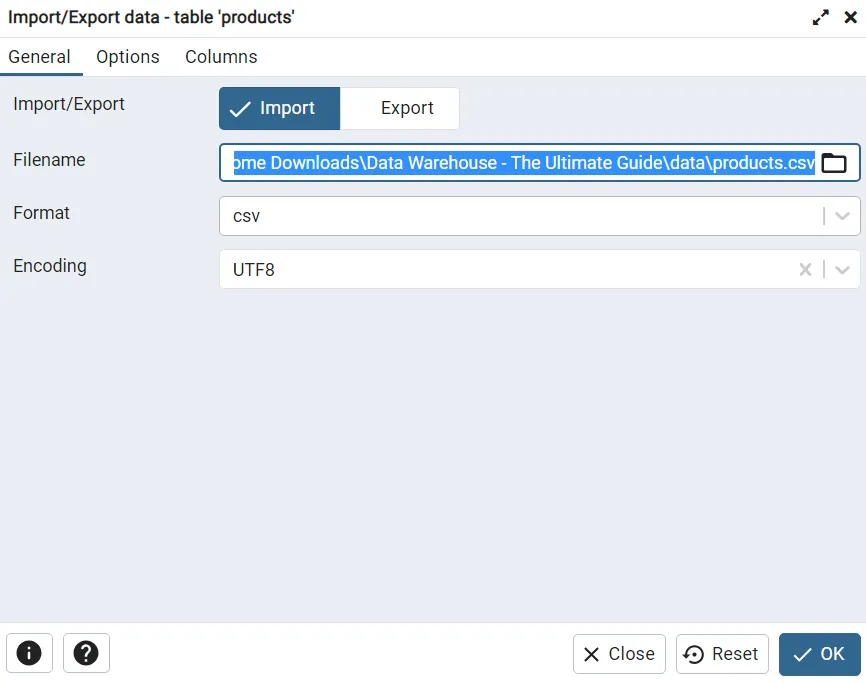 Import/Export data - table 'products'
General Options Columns
Import/Export Import Export
Filename ome Downloads\Data Warehouse - The Ultimate Guide\data\products.csv
Format csv
Encoding UTF8
Close Reset OK